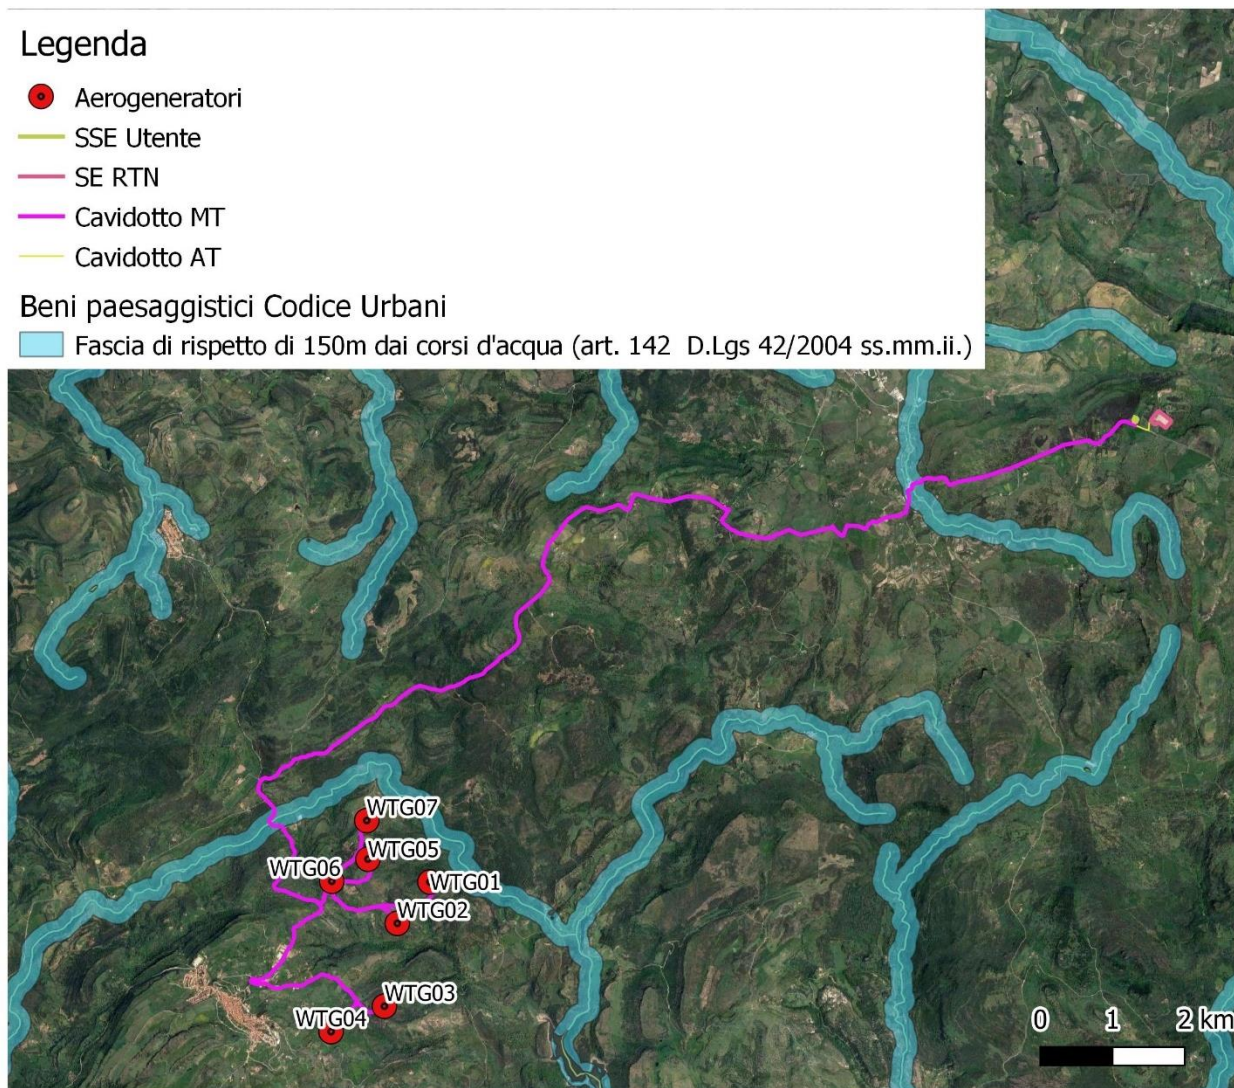 Legenda
Aerogeneratori
SSE Utente
SE RTN
Cavidotto MT
Cavidotto AT
Beni paesaggistici Codice Urbani
Fascia di rispetto di 150m dai corsi d'acqua (art. 142 D.Lgs 42/2004 ss.mm.ii.)
WTG07
WTG05
WTG06
WTG01
WTG02
WTG03
WTG04
0 1 2 km